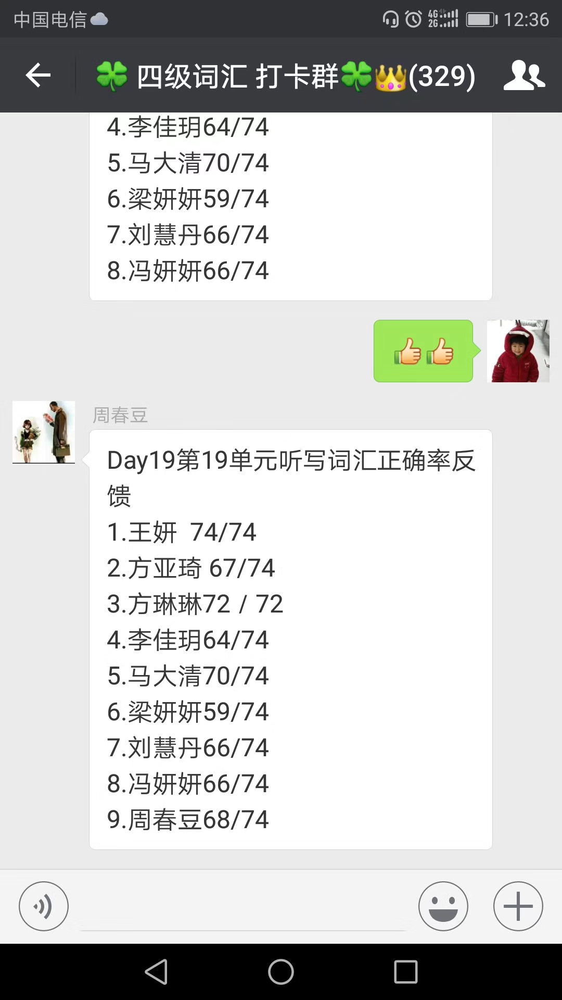 中国电信
4G
2G
12:36
四级词汇 打卡群(329)
4.李佳玥64/74
5.马大清70/74
6.梁妍妍59/74
7.刘慧丹66/74
8.冯妍妍66/74
周春豆
Day19第19单元听写词汇正确率反
馈
1.王妍 74/74
2.方亚琦 67/74
3.方琳琳72 / 72
4.李佳玥64/74
5.马大清70/74
6.梁妍妍59/74
7.刘慧丹66/74
8.冯妍妍66/74
9.周春豆68/74